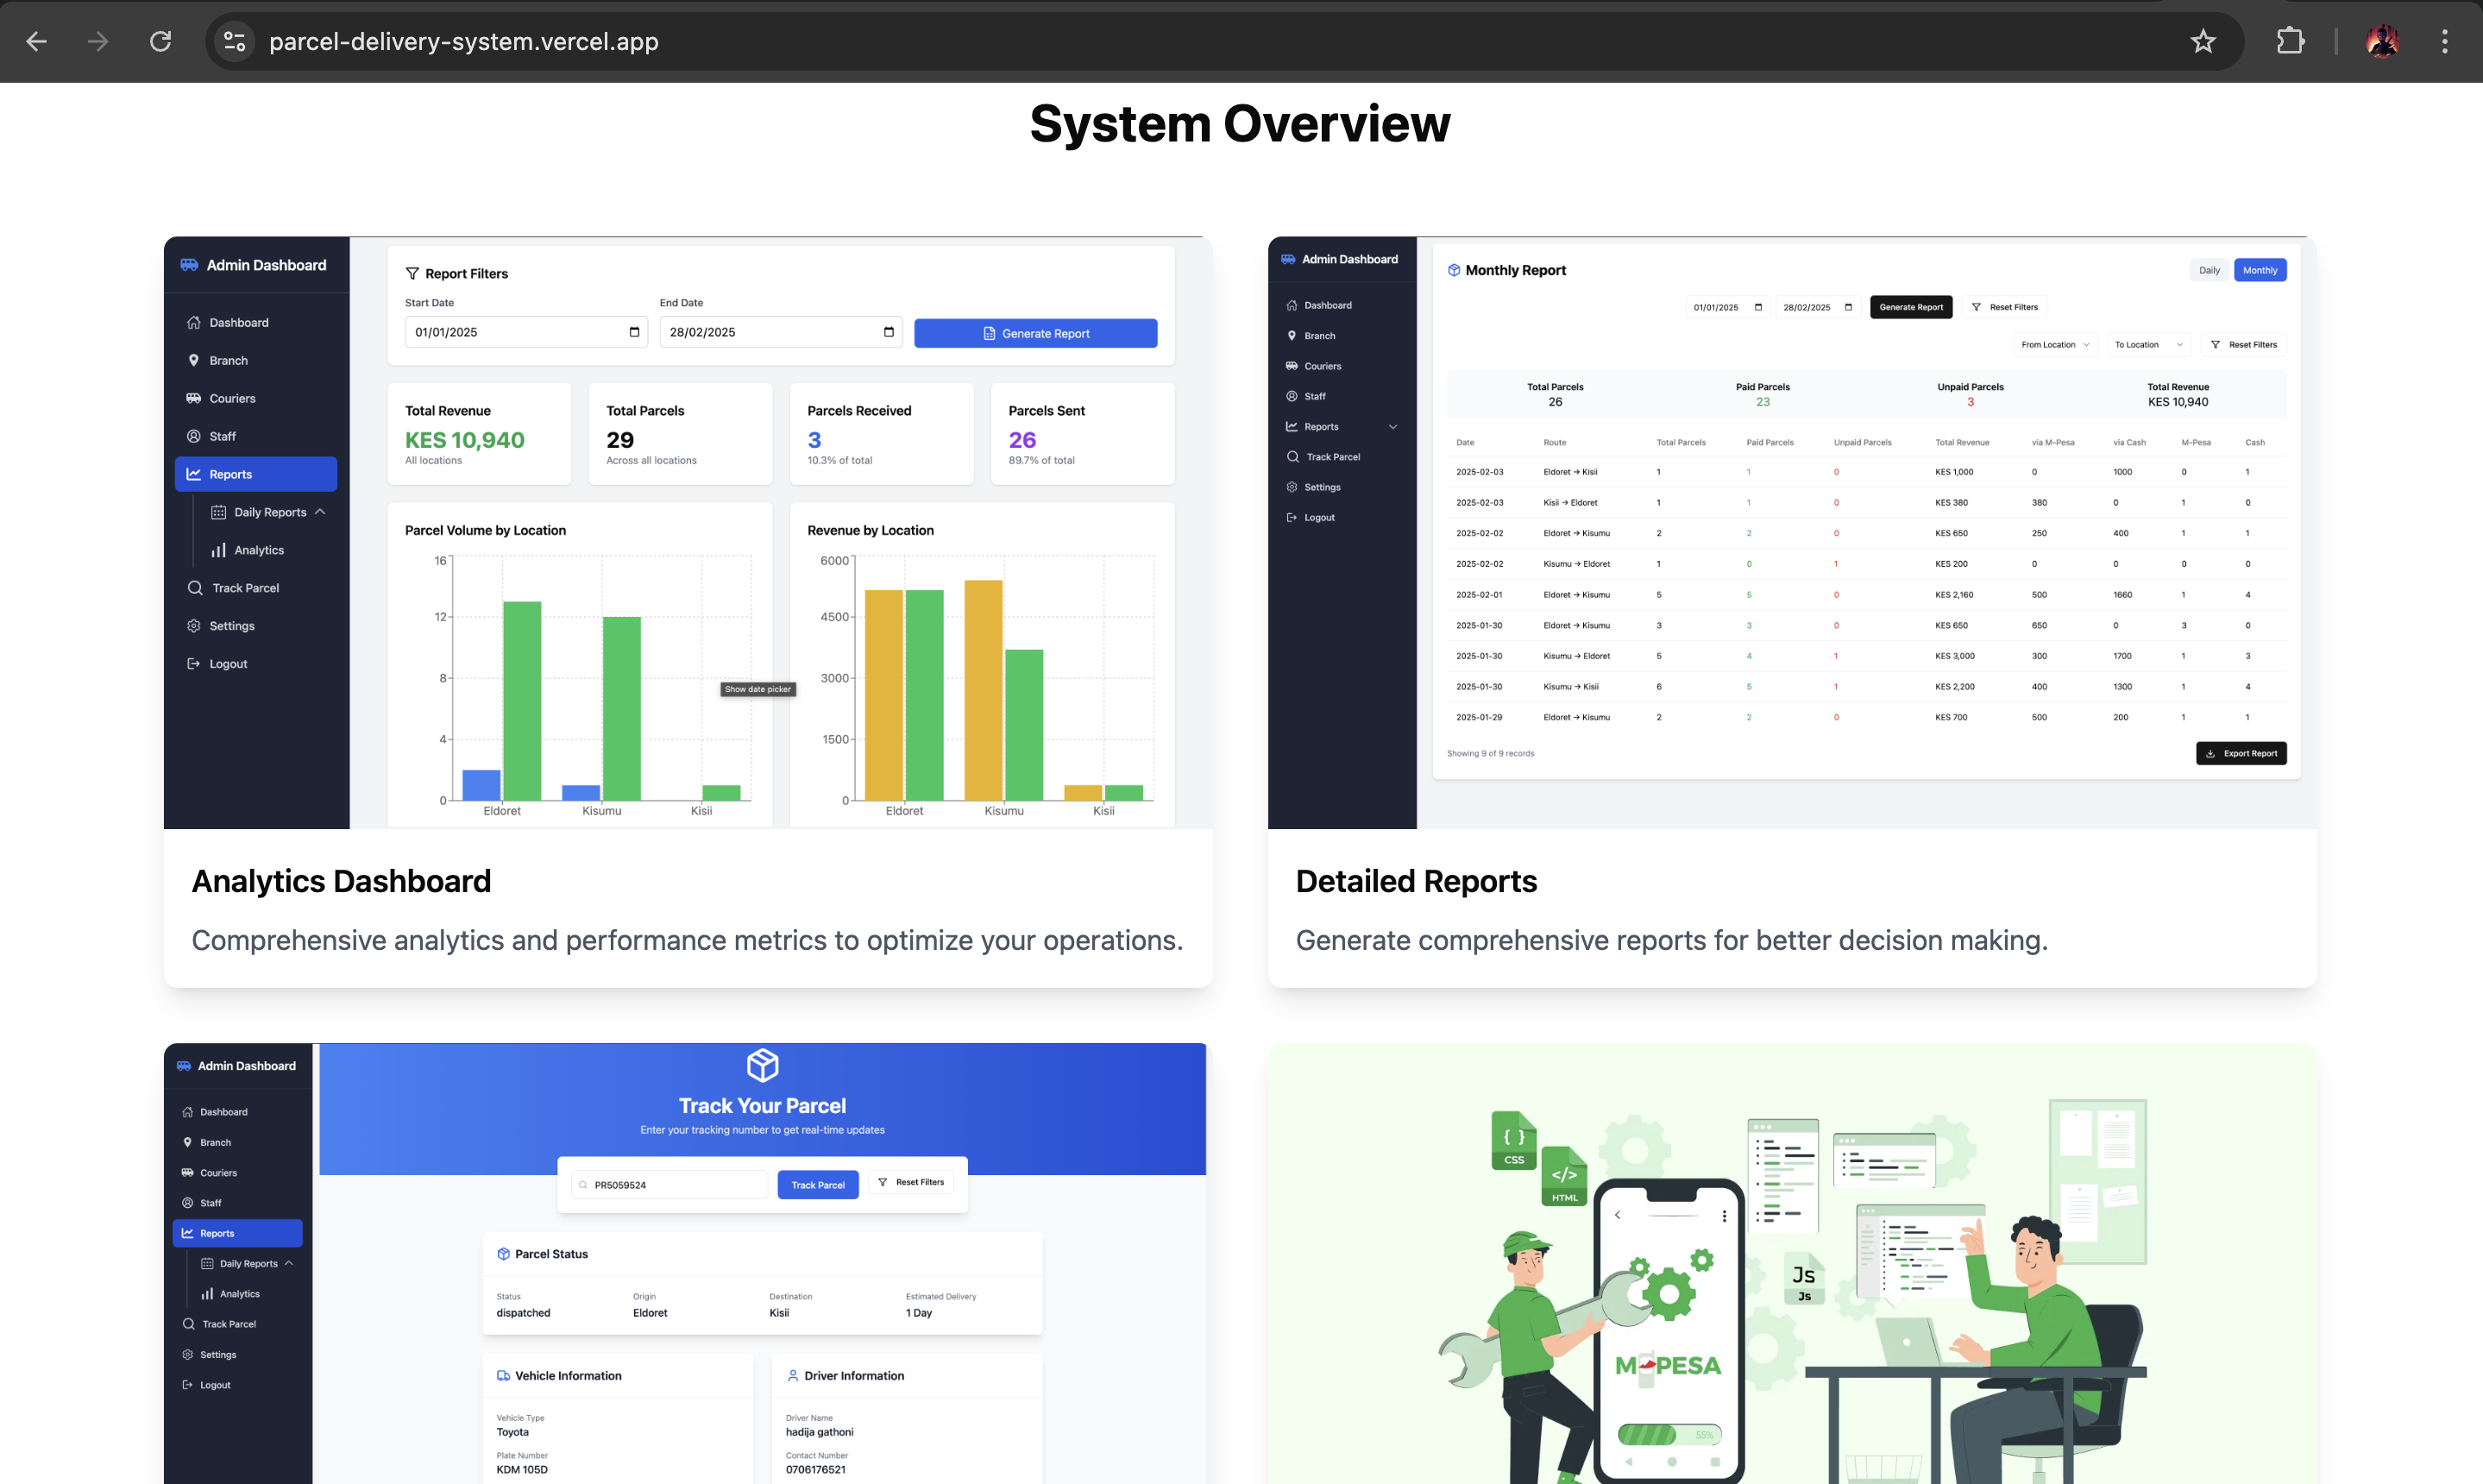 parcel-delivery-system.vercel.app
System Overview
Admin Dashboard
Dashboard
Branch
Couriers
Staff
Reports
Daily Reports
Analytics
Track Parcel
Settings
Logout
Report Filters
Start Date
End Date
01/01/2025
28/02/2025
Generate Report
Total Revenue
KES 10,940
All locations
Total Parcels
29
Across all locations
Parcels Received
3
10.3% of total
Parcels Sent
26
89.7% of total
Parcel Volume by Location
16
12
8
4
0
Eldoret Kisumu Kisii
Show date picker
Revenue by Location
6000
4500
3000
1500
0
Eldoret Kisumu Kisii
Analytics Dashboard
Comprehensive analytics and performance metrics to optimize your operations.
Admin Dashboard
Dashboard
Branch
Couriers
Staff
Reports
Track Parcel
Settings
Logout
Monthly Report
Daily Monthly
01/01/2025 28/02/2025 Generate Report Reset Filters
From Location To Location Reset Filters
Total Parcels Paid Parcels Unpaid Parcels Total Revenue
26 23 3 KES 10,940
Date Route Total Parcels Paid Parcels Unpaid Parcels Total Revenue via M-Pesa via Cash M-Pesa Cash
2025-02-03 Eldoret → Kisii 1 1 0 KES 1,000 0 1000 0 1
2025-02-03 Kisii → Eldoret 1 1 0 KES 380 380 0 1 0
2025-02-02 Eldoret → Kisumu 2 2 0 KES 650 250 400 1 1
2025-02-02 Kisumu → Eldoret 1 0 1 KES 200 0 0 0 0
2025-02-01 Eldoret → Kisumu 5 5 0 KES 2,160 500 1660 1 4
2025-01-30 Eldoret → Kisumu 3 3 0 KES 650 650 0 3 0
2025-01-30 Kisumu → Eldoret 5 4 1 KES 3,000 300 1700 1 3
2025-01-30 Kisumu → Kisii 6 5 1 KES 2,200 400 1300 1 4
2025-01-29 Eldoret → Kisumu 2 2 0 KES 700 500 200 1 1
Showing 9 of 9 records
Export Report
Detailed Reports
Generate comprehensive reports for better decision making.
Admin Dashboard
Dashboard
Branch
Couriers
Staff
Reports
Daily Reports
Analytics
Track Parcel
Settings
Logout
Track Your Parcel
Enter your tracking number to get real-time updates
PR5059524
Track Parcel
Reset Filters
Parcel Status
Status Origin Destination Estimated Delivery
dispatched Eldoret Kisii 1 Day
Vehicle Information
Vehicle Type
Toyota
Plate Number
KDM 105D
Driver Information
Driver Name
hadija gathoni
Contact Number
0706176521
{ }
CSS
</>
HTML
Js
Js
M-PESA
55%